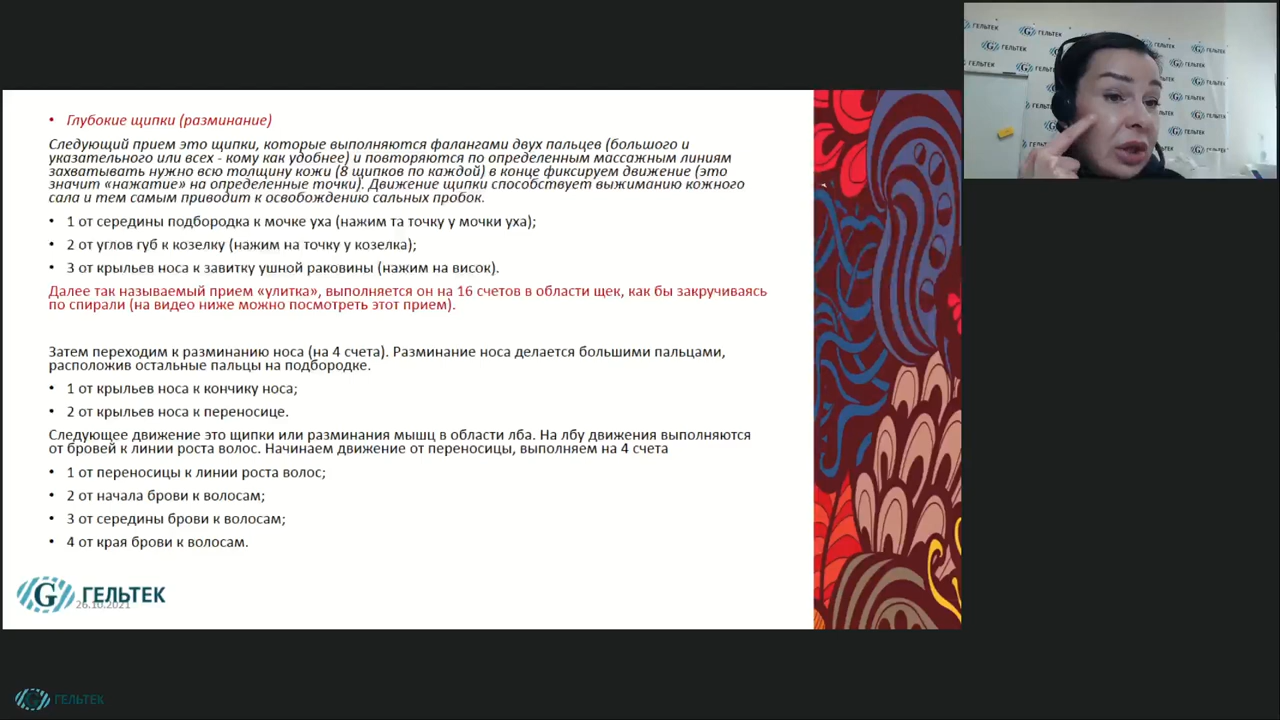 • Глубокие щипки (разминание)
Следующий прием это щипки, которые выполняются фалангами двух пальцев (большого и
указательного или всех - кому как удобнее) и повторяются по определенным массажным линиям
захватывать нужно всю толщину кожи (8 щипков по каждой) в конце фиксируем движение (это
значит «нажатие» на определенные точки). Движение щипки способствует выжиманию кожного
сала и тем самым приводит к освобождению сальных пробок.
• 1 от середины подбородка к мочке уха (нажим та точку у мочки уха);
• 2 от углов губ к козелку (нажим на точку у козелка);
• 3 от крыльев носа к завитку ушной раковины (нажим на висок).
Далее так называемый прием «улитка», выполняется он на 16 счетов в области щек, как бы закручиваясь
по спирали (на видео ниже можно посмотреть этот прием).
Затем переходим к разминанию носа (на 4 счета). Разминание носа делается большими пальцами,
расположив остальные пальцы на подбородке.
• 1 от крыльев носа к кончику носа;
• 2 от крыльев носа к переносице.
Следующее движение это щипки или разминания мышц в области лба. На лбу движения выполняются
от бровей к линии роста волос. Начинаем движение от переносицы, выполняем на 4 счета
• 1 от переносицы к линии роста волос;
• 2 от начала брови к волосам;
• 3 от середины брови к волосам;
• 4 от края брови к волосам.
G ГЕЛЬТЕК
26.10.2021
G ГЕЛЬТЕК